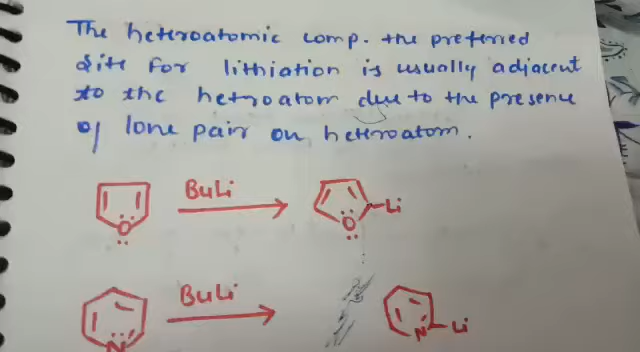 The heteroatomic comp. the preferred
site for lithiation is usually adjacent
to the hetroatom due to the presence
of lone pair on hetroatom.
BuLi
O
Li
O
BuLi
N
N
Li